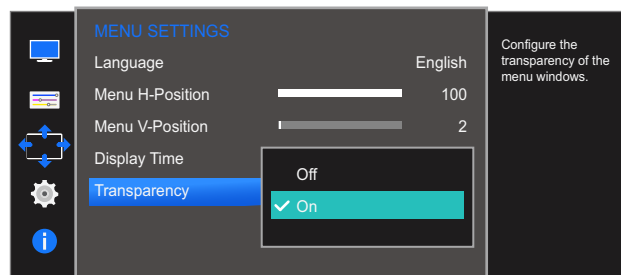 MENU SETTINGS
Language English
Menu H-Position 100
Menu V-Position 2
Display Time
Transparency
Off
On
Configure the
transparency of the
menu windows.